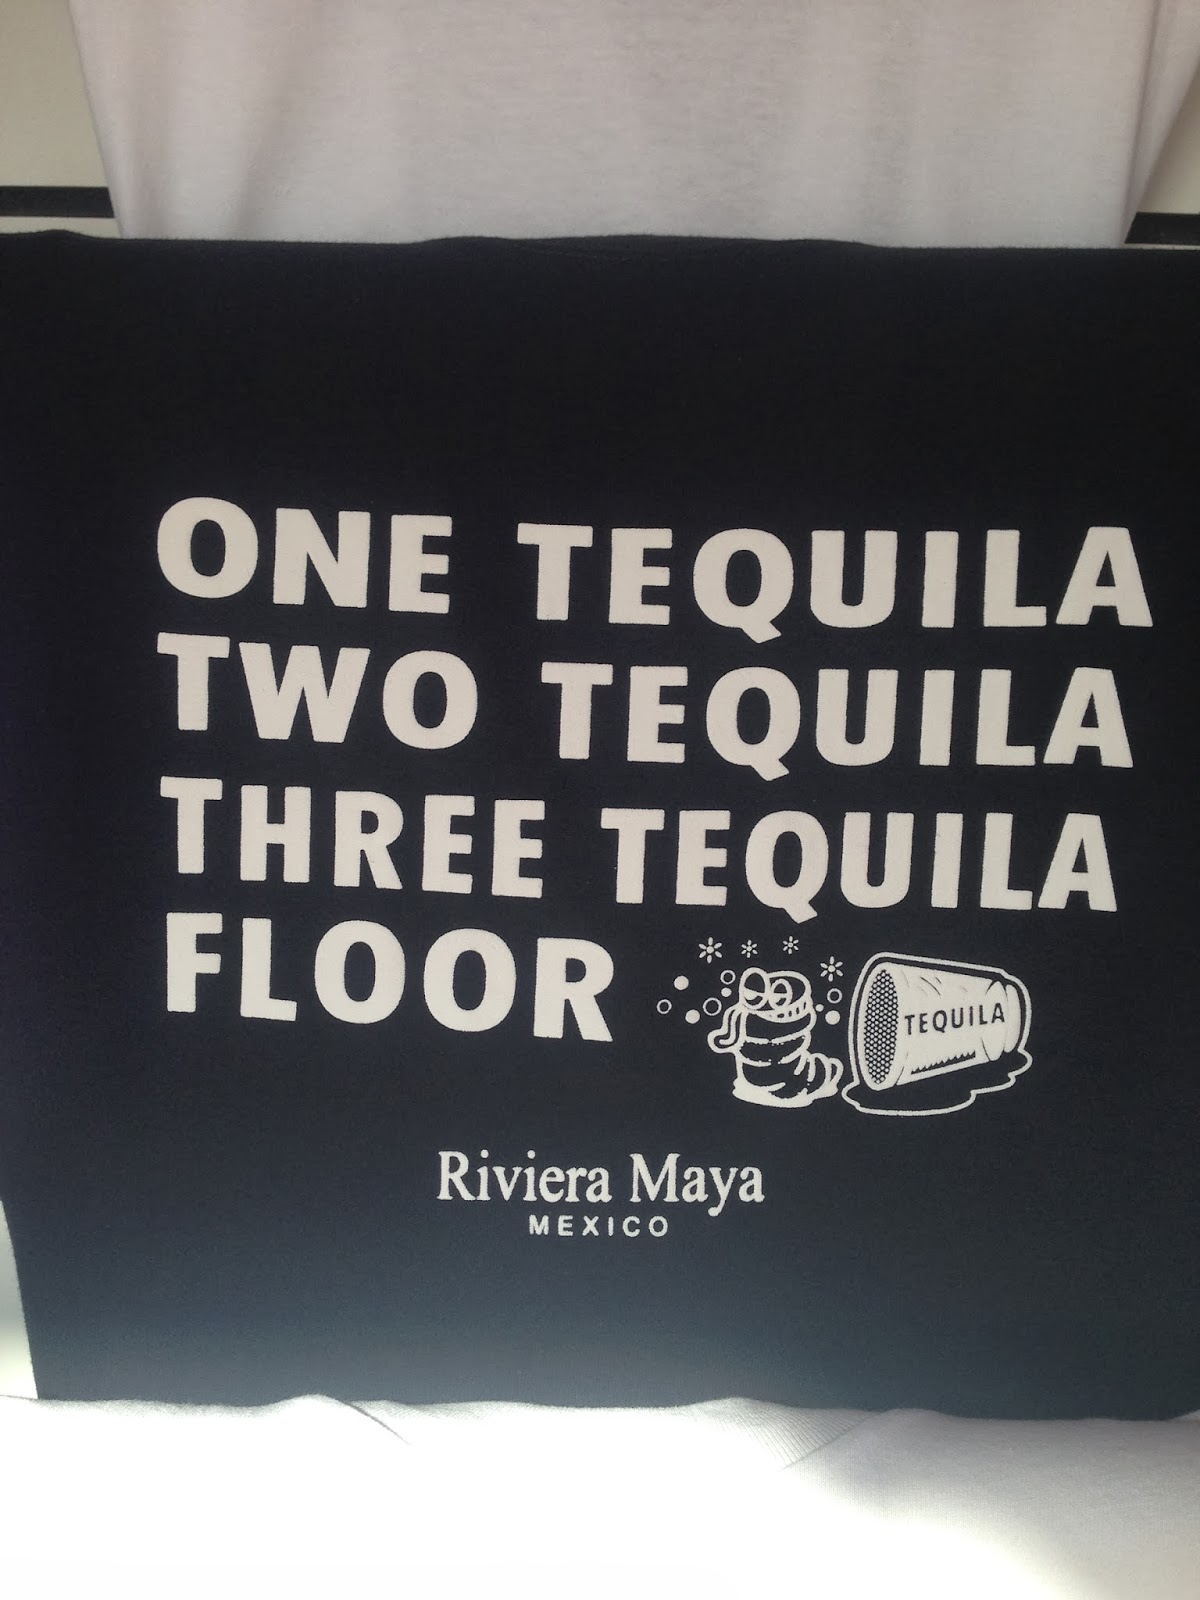 ONE TEQUILA
TWO TEQUILA
THREE TEQUILA
FLOOR
TEQUILA
Riviera Maya
MEXICO